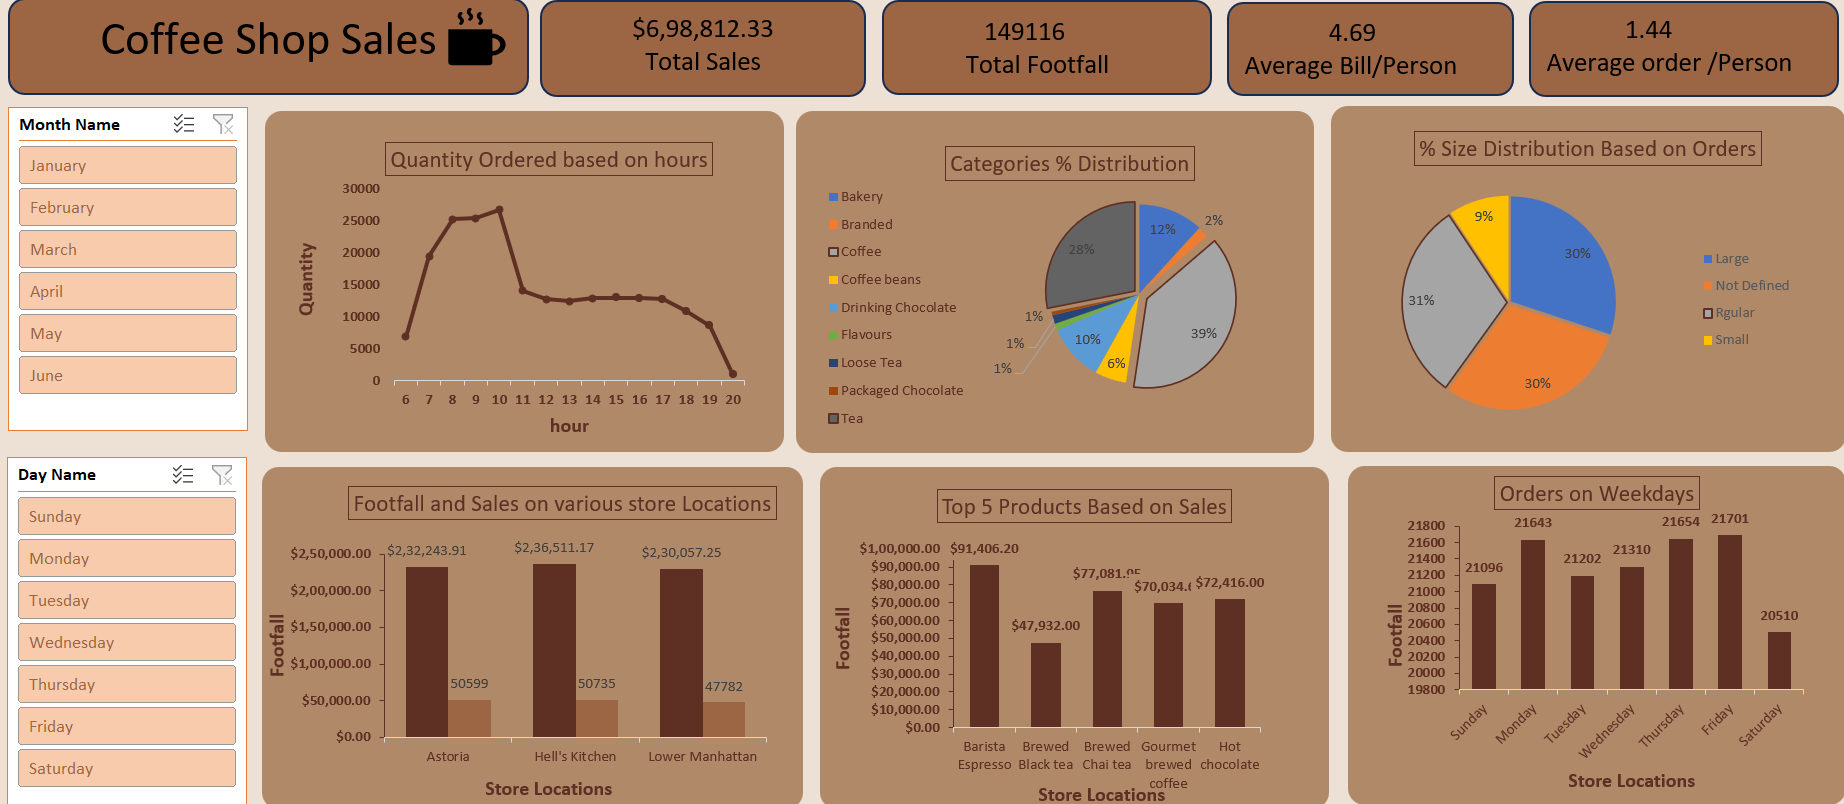 Coffee Shop Sales
$6,98,812.33
Total Sales
149116
Total Footfall
4.69
Average Bill/Person
1.44
Average order /Person
Month Name
January
February
March
April
May
June
Day Name
Sunday
Monday
Tuesday
Wednesday
Thursday
Friday
Saturday
Quantity Ordered based on hours
Quantity
30000
25000
20000
15000
10000
5000
0
6 7 8 9 10 11 12 13 14 15 16 17 18 19 20
hour
Categories % Distribution
Bakery
Branded
Coffee
Coffee beans
Drinking Chocolate
Flavours
Loose Tea
Packaged Chocolate
Tea
12%
2%
39%
6%
10%
1%
1%
1%
28%
% Size Distribution Based on Orders
30%
30%
31%
9%
Large
Not Defined
Rgular
Small
Footfall and Sales on various store Locations
Footfall
$2,50,000.00
$2,00,000.00
$1,50,000.00
$1,00,000.00
$50,000.00
$0.00
$2,32,243.91
$2,36,511.17
$2,30,057.25
50599
50735
47782
Astoria
Hell's Kitchen
Lower Manhattan
Store Locations
Top 5 Products Based on Sales
Footfall
$1,00,000.00
$90,000.00
$80,000.00
$70,000.00
$60,000.00
$50,000.00
$40,000.00
$30,000.00
$20,000.00
$10,000.00
$0.00
$91,406.20
$47,932.00
$77,081.95
$70,034.6
$72,416.00
Barista
Espresso
Brewed
Black tea
Brewed
Chai tea
Gourmet
brewed
coffee
Hot
chocolate
Store Locations
Orders on Weekdays
Footfall
21800
21600
21400
21200
21000
20800
20600
20400
20200
20000
19800
21096
21643
21202
21310
21654
21701
20510
Sunday
Monday
Tuesday
Wednesday
Thursday
Friday
Saturday
Store Locations